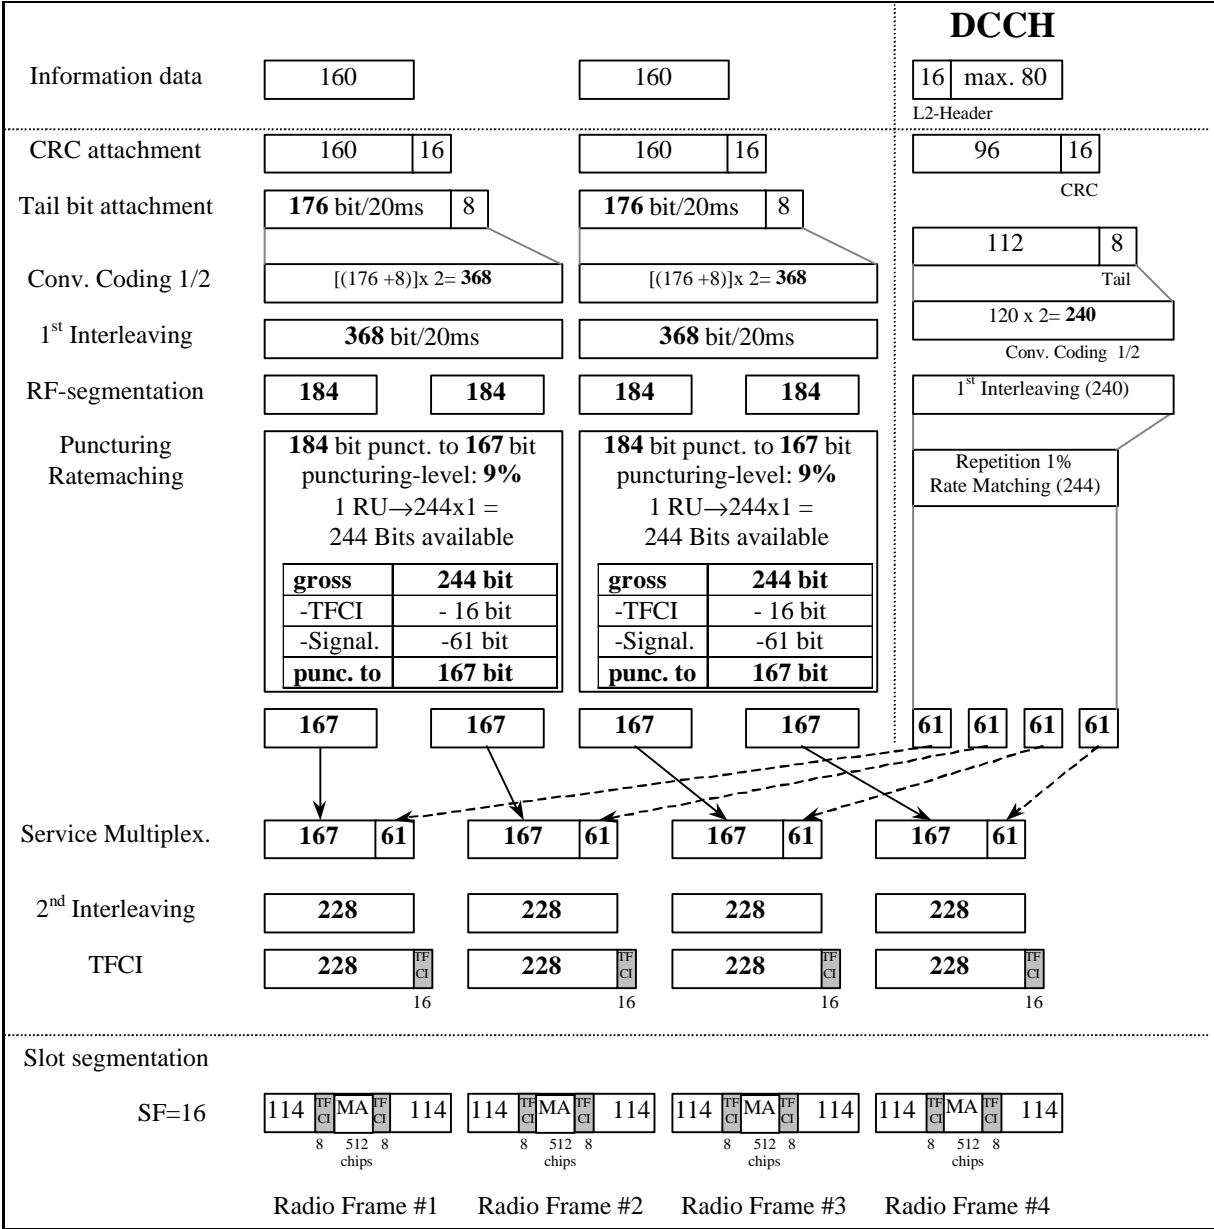 DCCH
Information data 160 160 16 max. 80
L2-Header
CRC attachment 160 16 160 16 96 16
CRC
Tail bit attachment 176 bit/20ms 8 176 bit/20ms 8
112 8
Tail
Conv. Coding 1/2 [(176 +8)]x 2= 368 [(176 +8)]x 2= 368
120 x 2= 240
Conv. Coding 1/2
1st Interleaving 368 bit/20ms 368 bit/20ms
RF-segmentation 184 184 184 184 1st Interleaving (240)
Puncturing 184 bit punct. to 167 bit 184 bit punct. to 167 bit
Ratemaching puncturing-level: 9% puncturing-level: 9%
Repetition 1%
Rate Matching (244)
1 RU→244x1 = 1 RU→244x1 =
244 Bits available 244 Bits available
gross 244 bit gross 244 bit
-TFCI - 16 bit -TFCI - 16 bit
-Signal. -61 bit -Signal. -61 bit
punc. to 167 bit punc. to 167 bit
167 167 167 167 61 61 61 61
Service Multiplex. 167 61 167 61 167 61 167 61
2nd Interleaving 228 228 228 228
TFCI 228 TF CI 228 TF CI 228 TF CI 228 TF CI
16 16 16 16
Slot segmentation
SF=16 114 TF CI MA TF CI 114 114 TF CI MA TF CI 114 114 TF CI MA TF CI 114 114 TF CI MA TF CI 114
8 512 8 8 512 8 8 512 8 8 512 8
chips chips chips chips
Radio Frame #1 Radio Frame #2 Radio Frame #3 Radio Frame #4